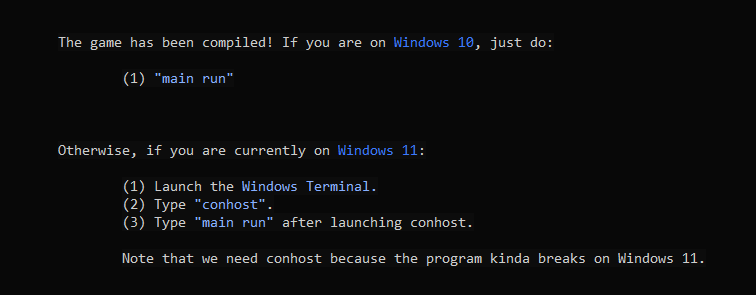 The game has been compiled! If you are on Windows 10, just do:
(1) "main run"
Otherwise, if you are currently on Windows 11:
(1) Launch the Windows Terminal.
(2) Type "conhost".
(3) Type "main run" after launching conhost.
Note that we need conhost because the program kinda breaks on Windows 11.